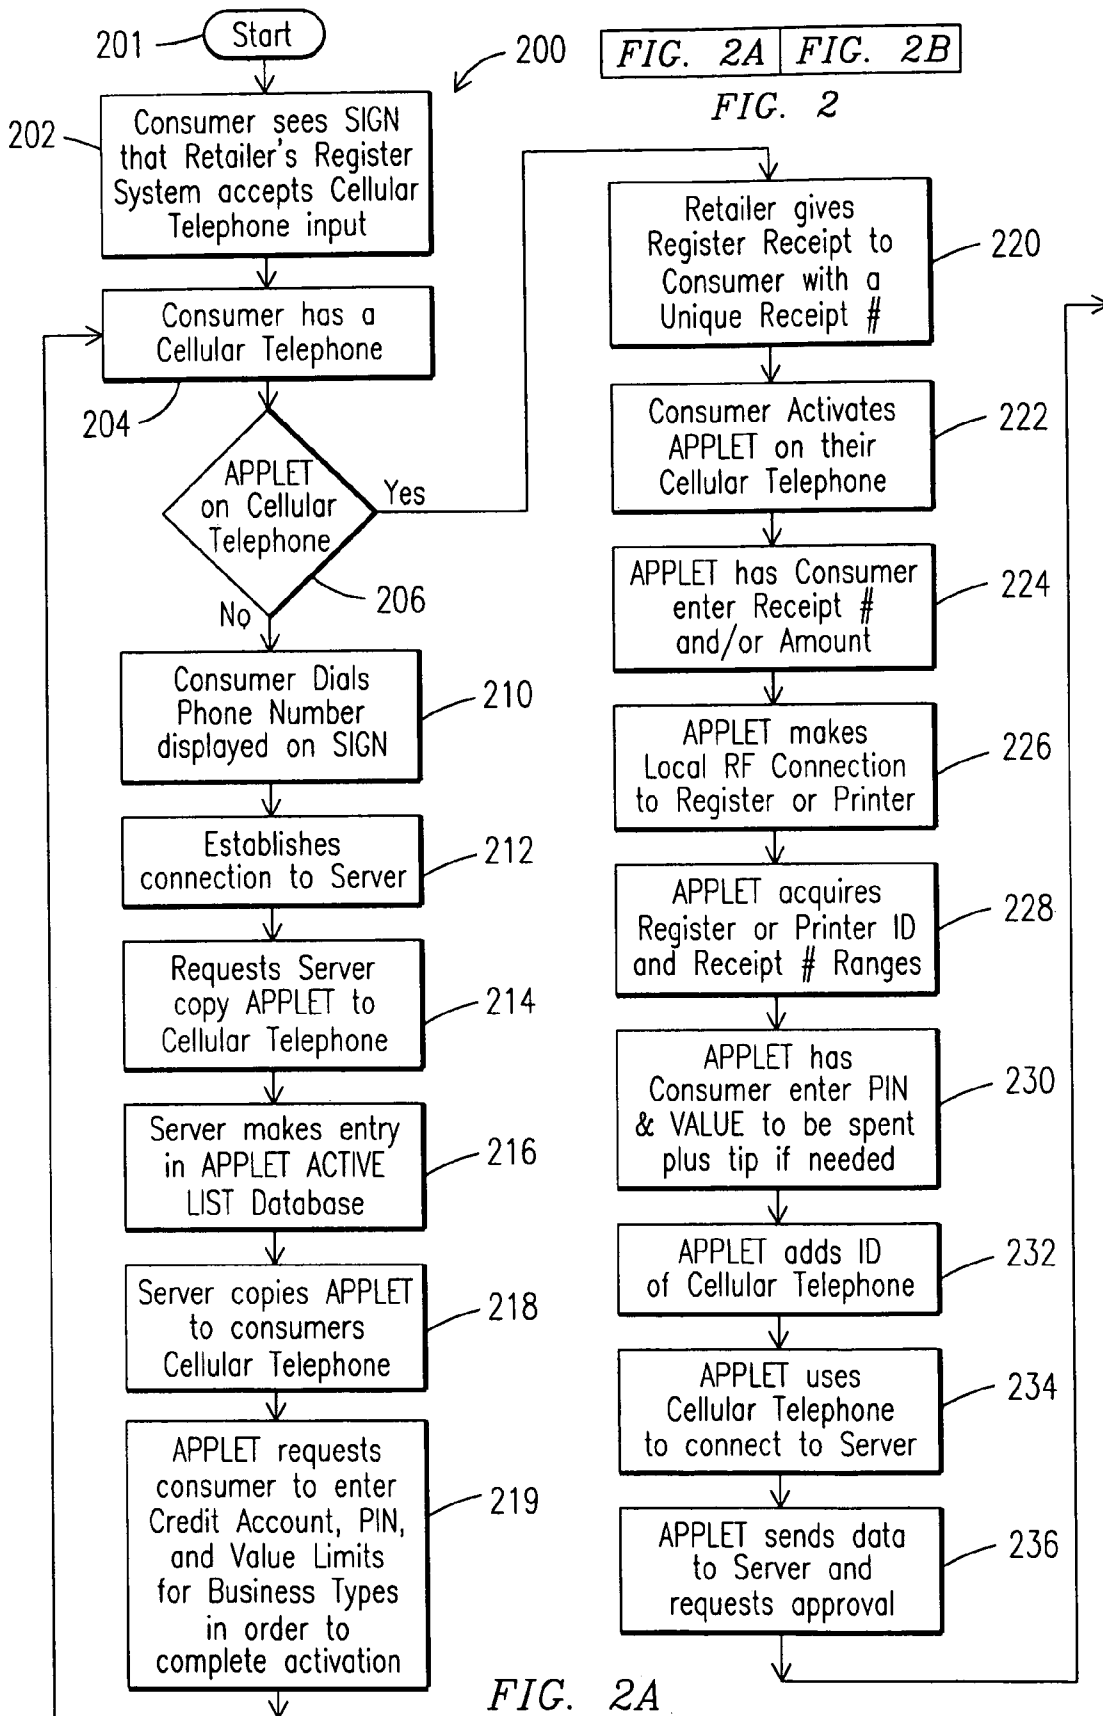 201
Start
200
FIG. 2A
FIG. 2B
FIG. 2
202
Consumer sees SIGN
that Retailer's Register
System accepts Cellular
Telephone input
Consumer has a
Cellular Telephone
204
APPLET
on Cellular
Telephone
Yes
206
No
Consumer Dials
Phone Number
displayed on SIGN
210
Establishes
connection to Server
212
Requests Server
copy APPLET to
Cellular Telephone
214
Server makes entry
in APPLET ACTIVE
LIST Database
216
Server copies APPLET
to consumers
Cellular Telephone
218
APPLET requests
consumer to enter
Credit Account, PIN,
and Value Limits
for Business Types
in order to
complete activation
219
Retailer gives
Register Receipt to
Consumer with a
Unique Receipt #
220
Consumer Activates
APPLET on their
Cellular Telephone
222
APPLET has Consumer
enter Receipt #
and/or Amount
224
APPLET makes
Local RF Connection
to Register or Printer
226
APPLET acquires
Register or Printer ID
and Receipt # Ranges
228
APPLET has
Consumer enter PIN
& VALUE to be spent
plus tip if needed
230
APPLET adds ID
of Cellular Telephone
232
APPLET uses
Cellular Telephone
to connect to Server
234
APPLET sends data
to Server and
requests approval
236
FIG. 2A